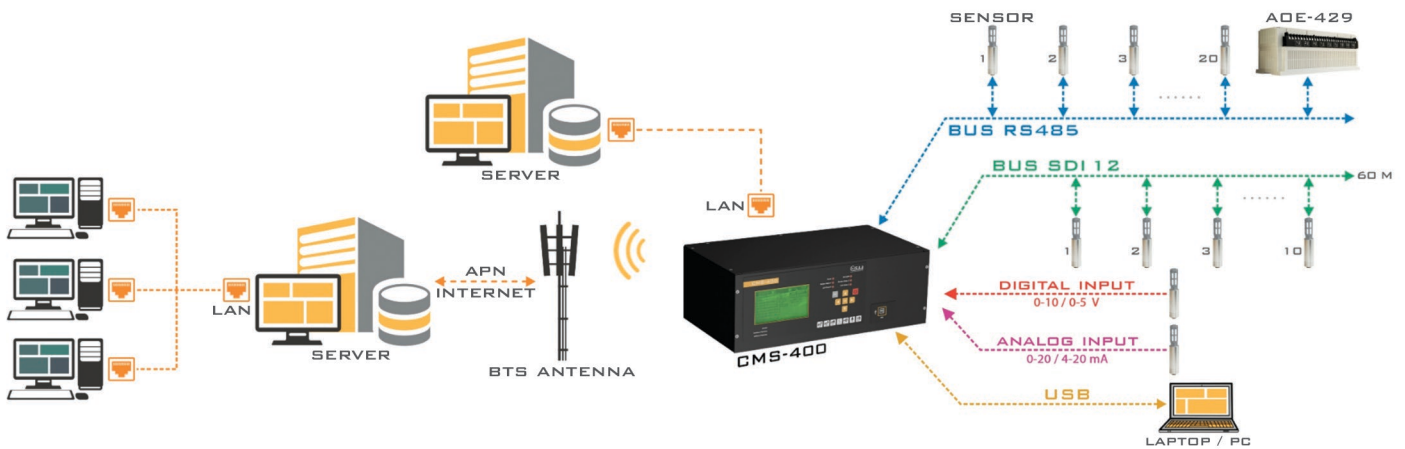 SENSOR
ADE-429
1
2
3
20
......
BUS RS485
BUS SDI 12
60 M
......
1
2
3
10
SERVER
LAN
LAN
SERVER
APN
INTERNET
BTS ANTENNA
CMS-400
DIGITAL INPUT
0-10 / 0-5 V
ANALOG INPUT
0-20 / 4-20 mA
USB
LAPTOP / PC